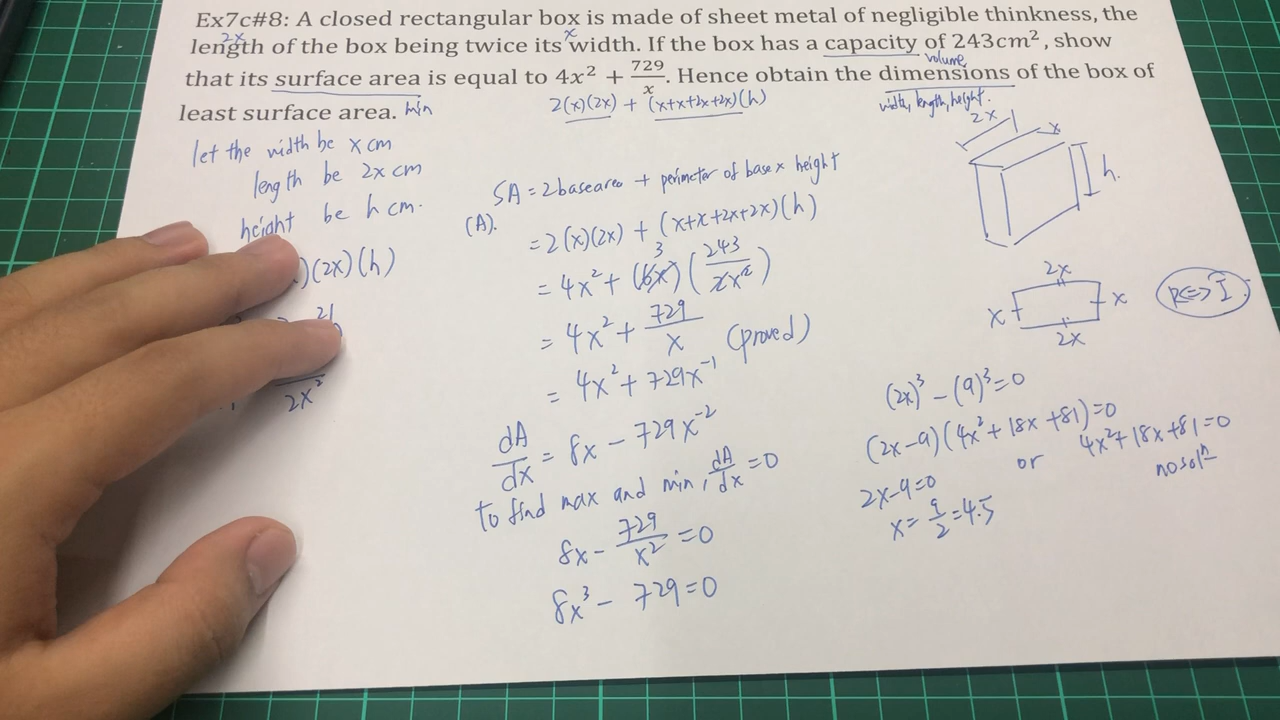 Ex7c#8: A closed rectangular box is made of sheet metal of negligible thinkness, the
2x x
length of the box being twice its width. If the box has a capacity of 243cm², show
volume
that its surface area is equal to 4x² + 729/x. Hence obtain the dimensions of the box of
least surface area. min
2(x)(2x) + (x+x+2x+2x)(h)
width, length, height.
let the width be x cm
length be 2x cm
height be h cm.
)(2x)(h)
2x²
SA = 2 base area + perimeter of base x height
(A).
= 2(x)(2x) + (x+x+2x+2x)(h)
= 4x² + (6x)(243/2x²)
3
= 4x² + 729/x (proved)
= 4x² + 729x⁻¹
dA/dx = 8x - 729x⁻²
to find max and min, dA/dx = 0
8x - 729/x² = 0
8x³ - 729 = 0
2x
x
h.
2x
x x
2x
R<=>I
(2x)³ - (9)³ = 0
(2x-9)(4x²+18x+81)=0
2x-9=0 or 4x²+18x+81=0
x = 9/2 = 4.5 no solⁿ